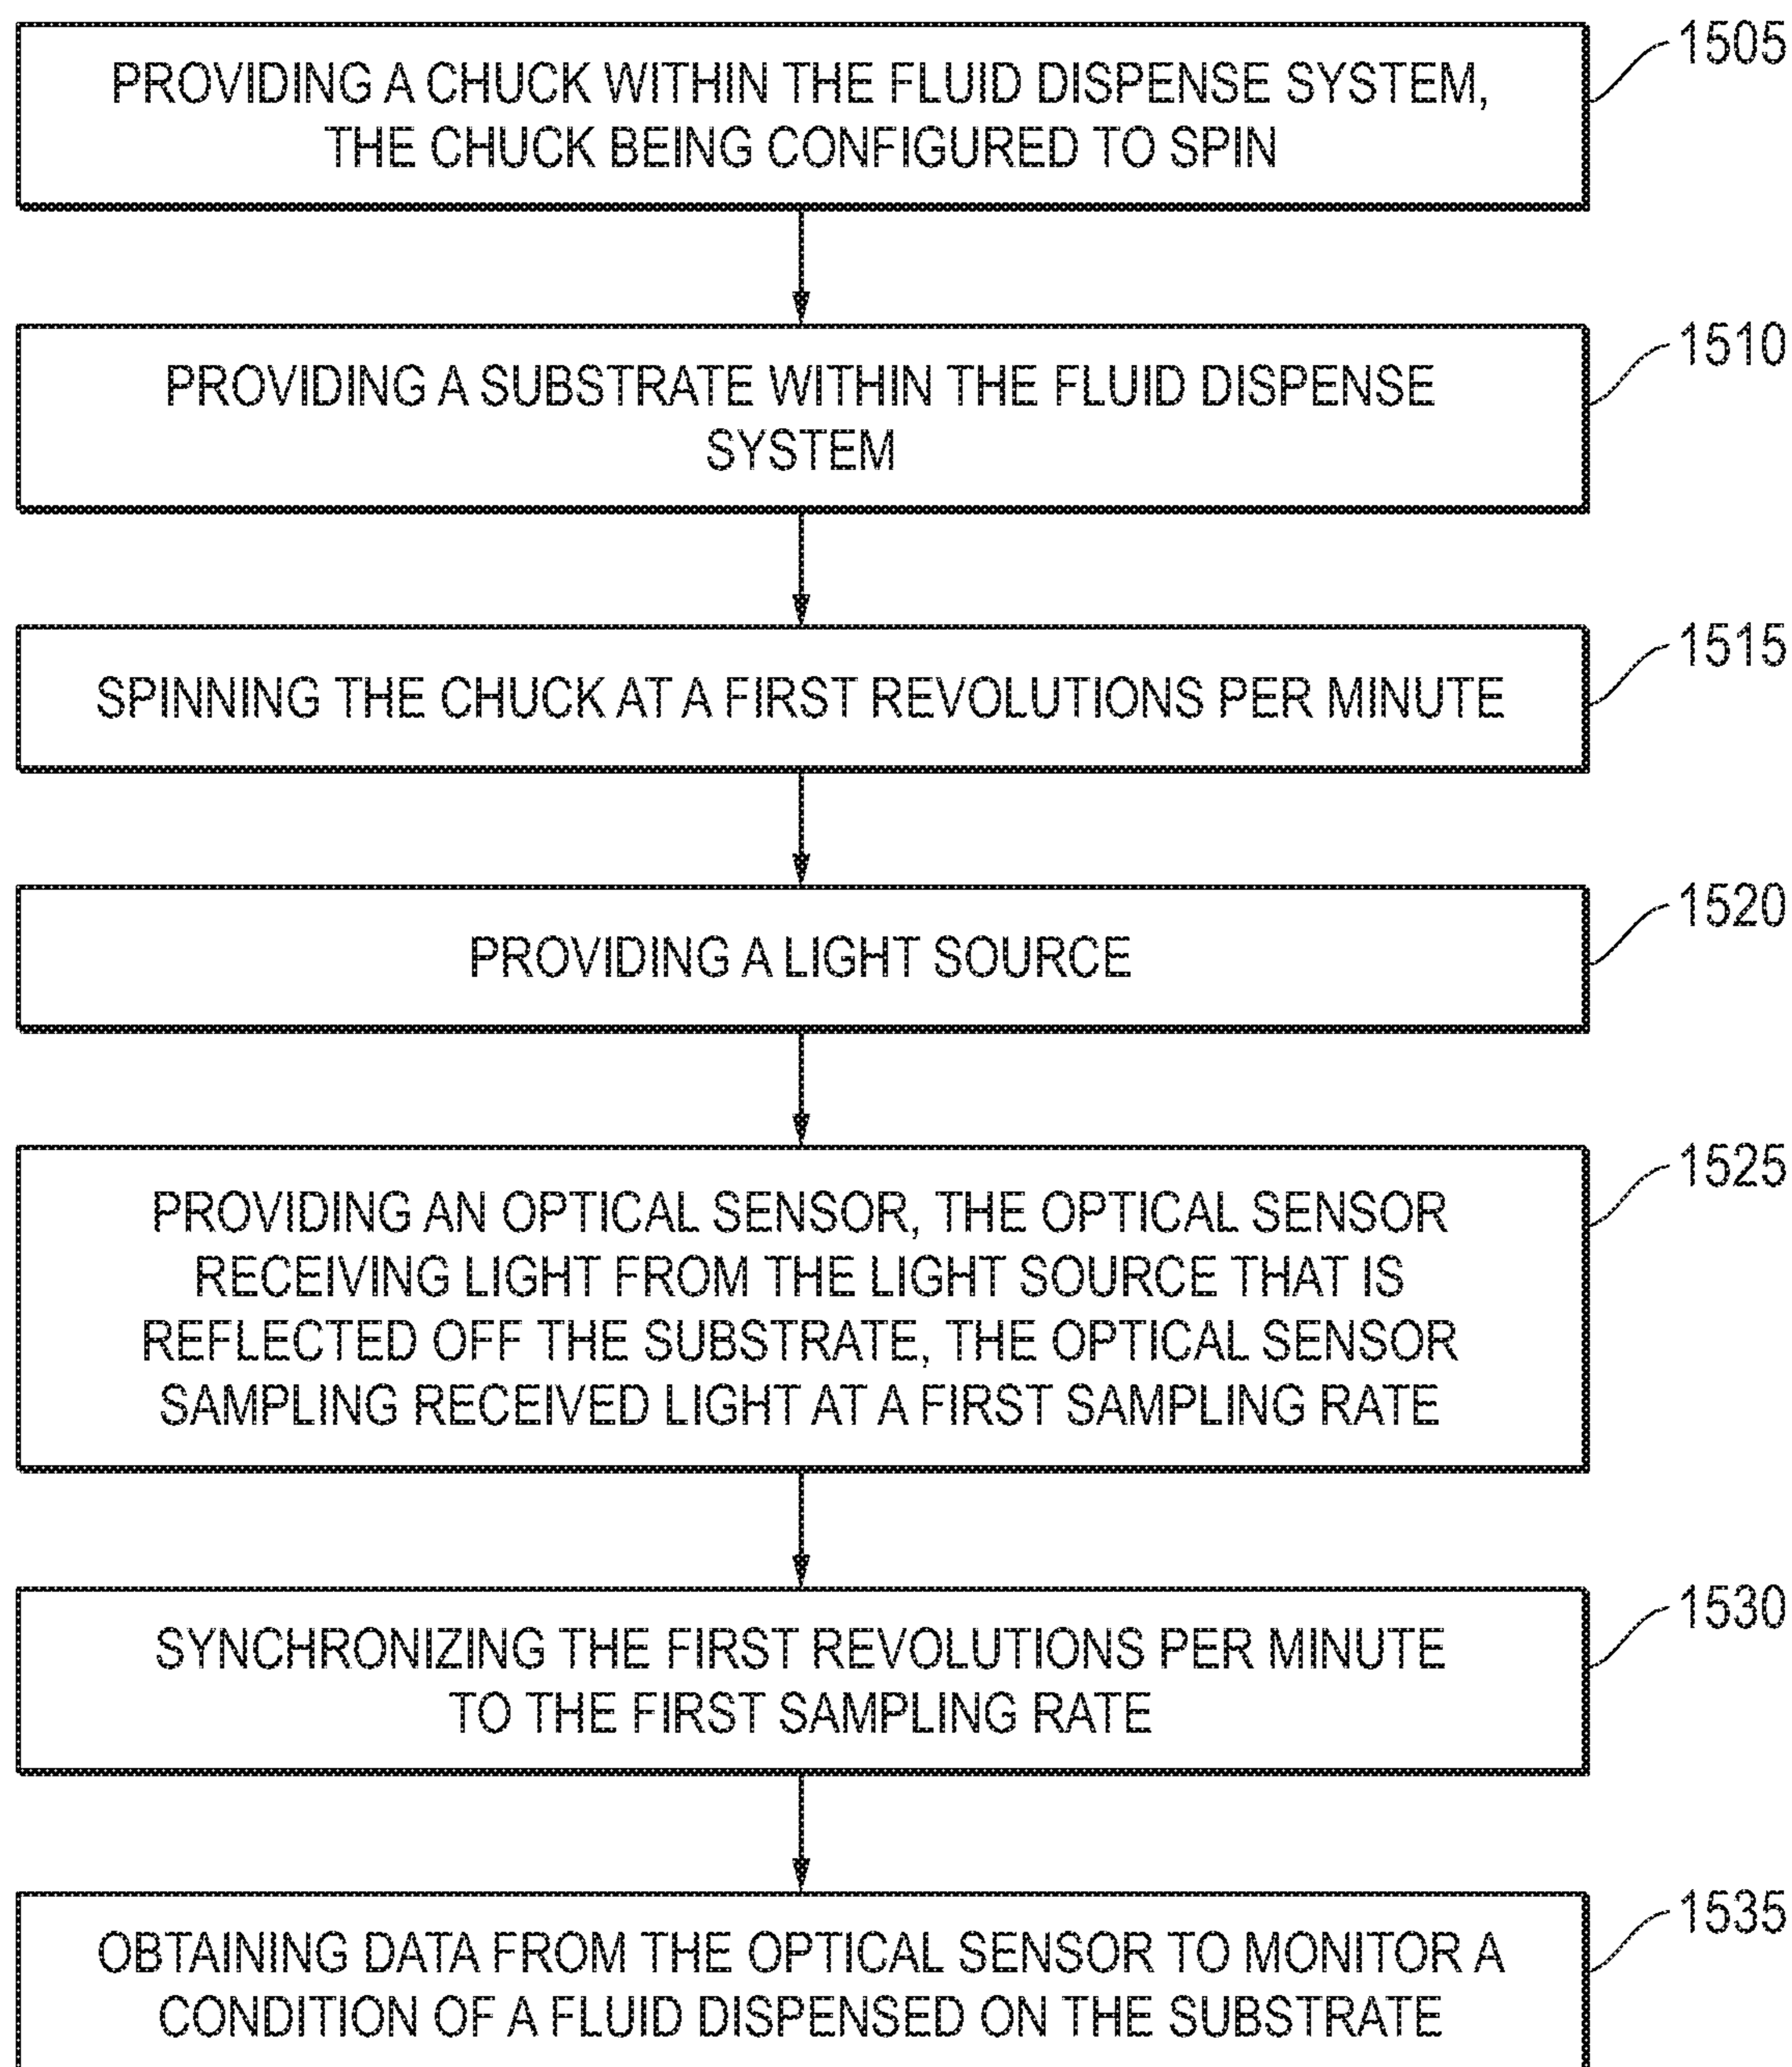 1505
PROVIDING A CHUCK WITHIN THE FLUID DISPENSE SYSTEM,
THE CHUCK BEING CONFIGURED TO SPIN
1510
PROVIDING A SUBSTRATE WITHIN THE FLUID DISPENSE
SYSTEM
1515
SPINNING THE CHUCK AT A FIRST REVOLUTIONS PER MINUTE
1520
PROVIDING A LIGHT SOURCE
1525
PROVIDING AN OPTICAL SENSOR, THE OPTICAL SENSOR
RECEIVING LIGHT FROM THE LIGHT SOURCE THAT IS
REFLECTED OFF THE SUBSTRATE, THE OPTICAL SENSOR
SAMPLING RECEIVED LIGHT AT A FIRST SAMPLING RATE
1530
SYNCHRONIZING THE FIRST REVOLUTIONS PER MINUTE
TO THE FIRST SAMPLING RATE
1535
OBTAINING DATA FROM THE OPTICAL SENSOR TO MONITOR A
CONDITION OF A FLUID DISPENSED ON THE SUBSTRATE